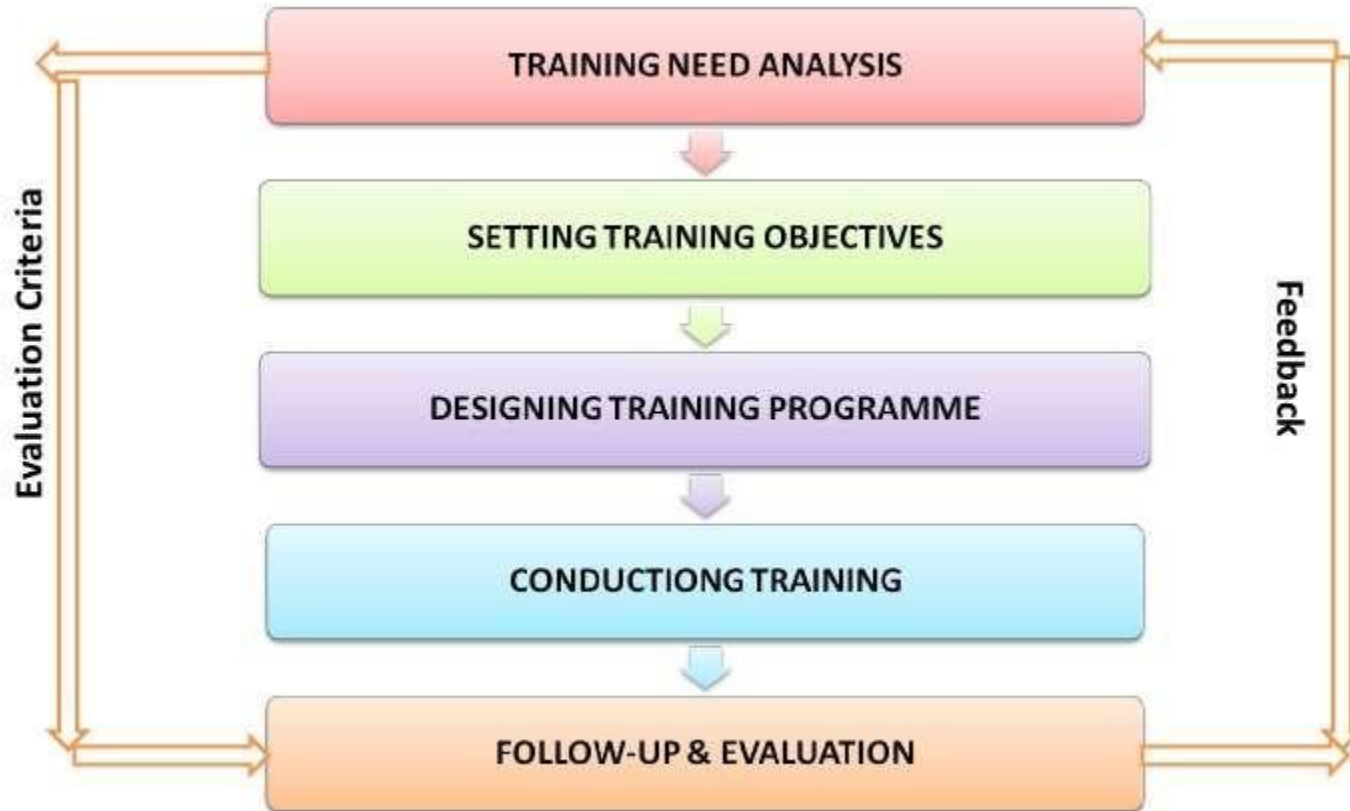 TRAINING NEED ANALYSIS
SETTING TRAINING OBJECTIVES
Evaluation Criteria
Feedback
DESIGNING TRAINING PROGRAMME
CONDUCTIONG TRAINING
FOLLOW-UP & EVALUATION